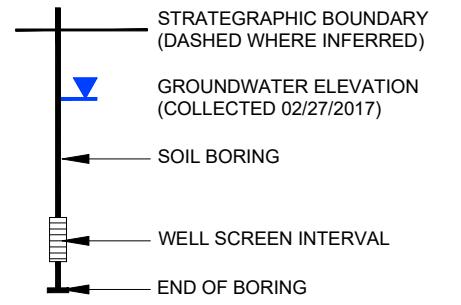 STRATEGRAPHIC BOUNDARY
(DASHED WHERE INFERRED)
GROUNDWATER ELEVATION
(COLLECTED 02/27/2017)
SOIL BORING
WELL SCREEN INTERVAL
END OF BORING